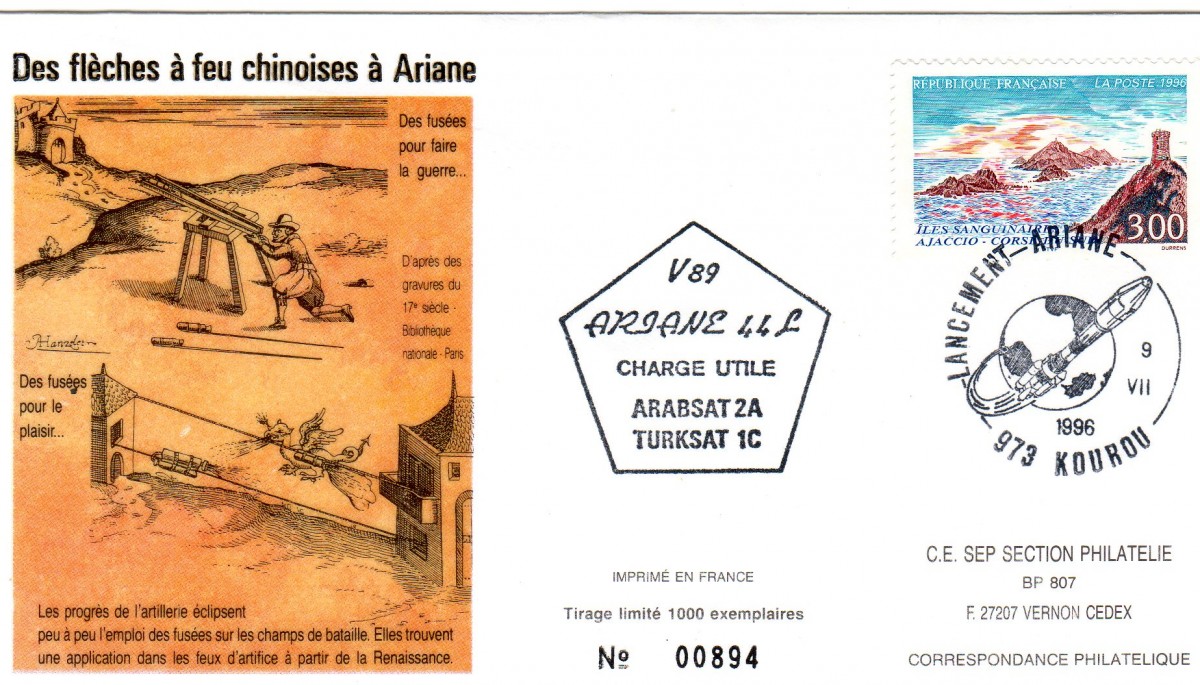 Des flèches à feu chinoises à Ariane
Des fusées
pour faire
la guerre...
D'après des
gravures du
17e siècle -
Bibliothèque
nationale - Paris
Des fusées
pour le
plaisir...
Les progrès de l'artillerie éclipsent
peu à peu l'emploi des fusées sur les champs de bataille. Elles trouvent
une application dans les feux d'artifice à partir de la Renaissance.
V89
ARIANE 44L
CHARGE UTILE
ARABSAT 2A
TURKSAT 1C
IMPRIMÉ EN FRANCE
Tirage limité 1000 exemplaires
No 00894
RÉPUBLIQUE FRANÇAISE LA POSTE 1996
ÎLES SANGUINAIRES
AJACCIO - CORSE
3,00
DURRENS
LANCEMENT-ARIANE
9
VII
1996
973 KOUROU
C.E. SEP SECTION PHILATELIE
BP 807
F. 27207 VERNON CEDEX
CORRESPONDANCE PHILATELIQUE